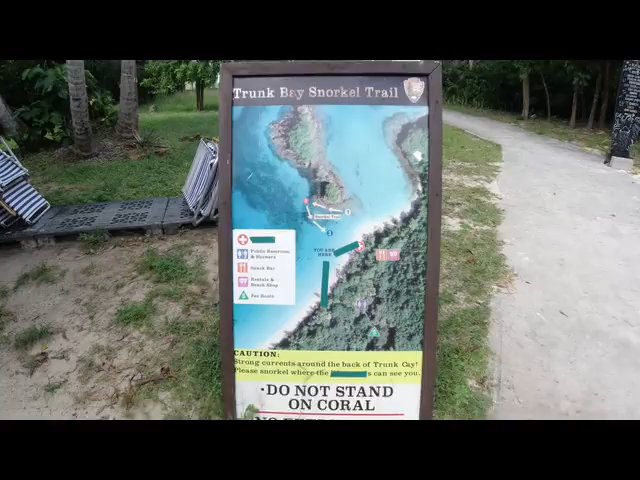 Trunk Bay Snorkel Trail
Snorkel Trail
YOU ARE
HERE
Public Restroom
& Showers
Snack Bar
Rentals &
Beach Shop
Fee Booth
CAUTION:
Strong currents around the back of Trunk Cay!
Please snorkel where the s can see you.
·DO NOT STAND
ON CORAL